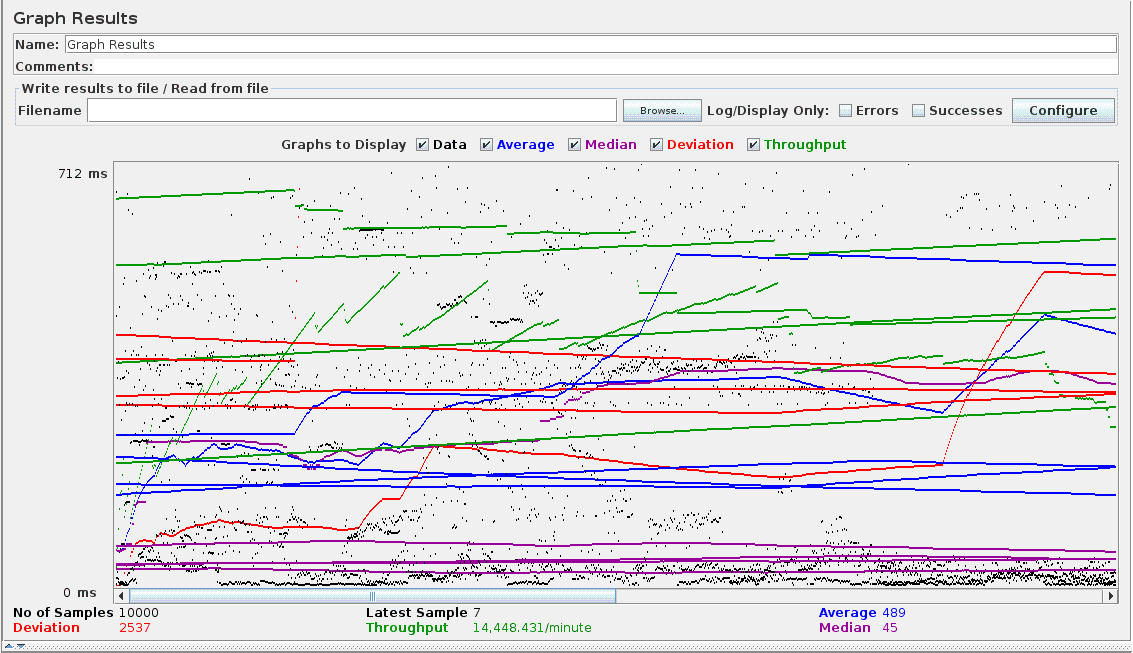 Graph Results
Name: Graph Results
Comments:
Write results to file / Read from file
Filename Browse... Log/Display Only: Errors Successes Configure
Graphs to Display Data Average Median Deviation Throughput
712 ms
0 ms
No of Samples 10000 Latest Sample 7 Average 489
Deviation 2537 Throughput 14,448.431/minute Median 45